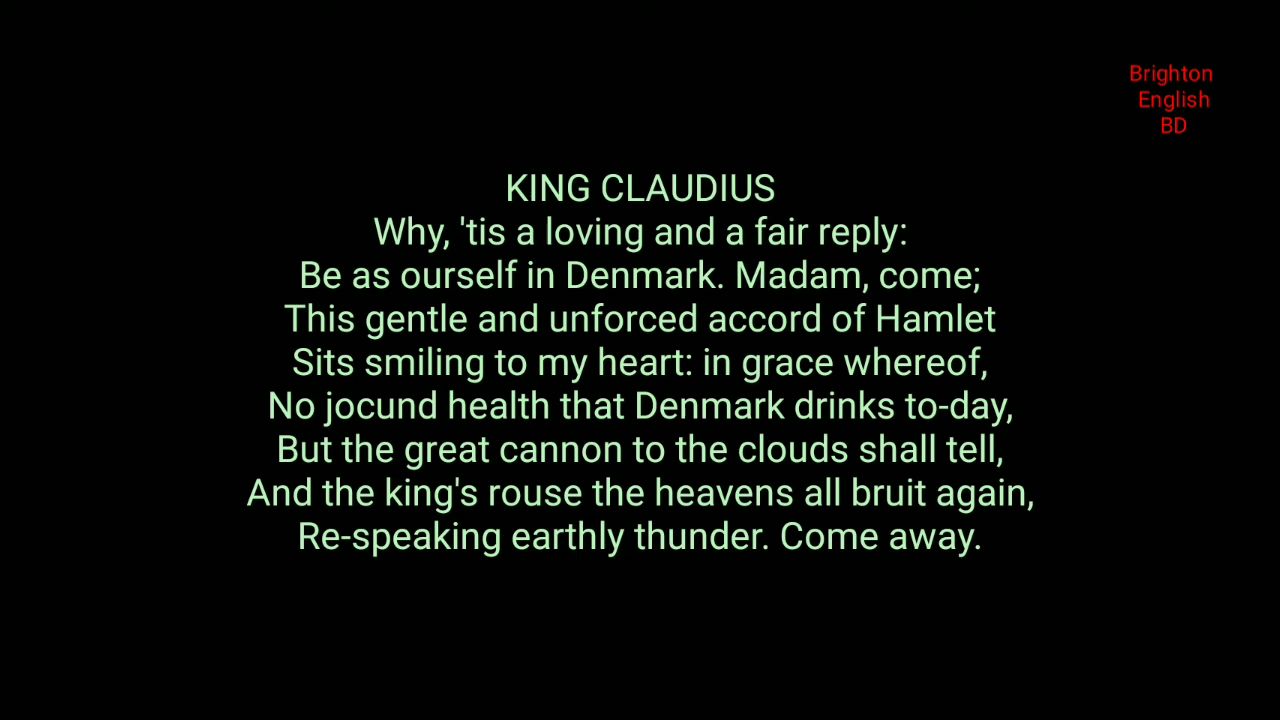 Brighton
English
BD
KING CLAUDIUS
Why, 'tis a loving and a fair reply:
Be as ourself in Denmark. Madam, come;
This gentle and unforced accord of Hamlet
Sits smiling to my heart: in grace whereof,
No jocund health that Denmark drinks to-day,
But the great cannon to the clouds shall tell,
And the king's rouse the heavens all bruit again,
Re-speaking earthly thunder. Come away.